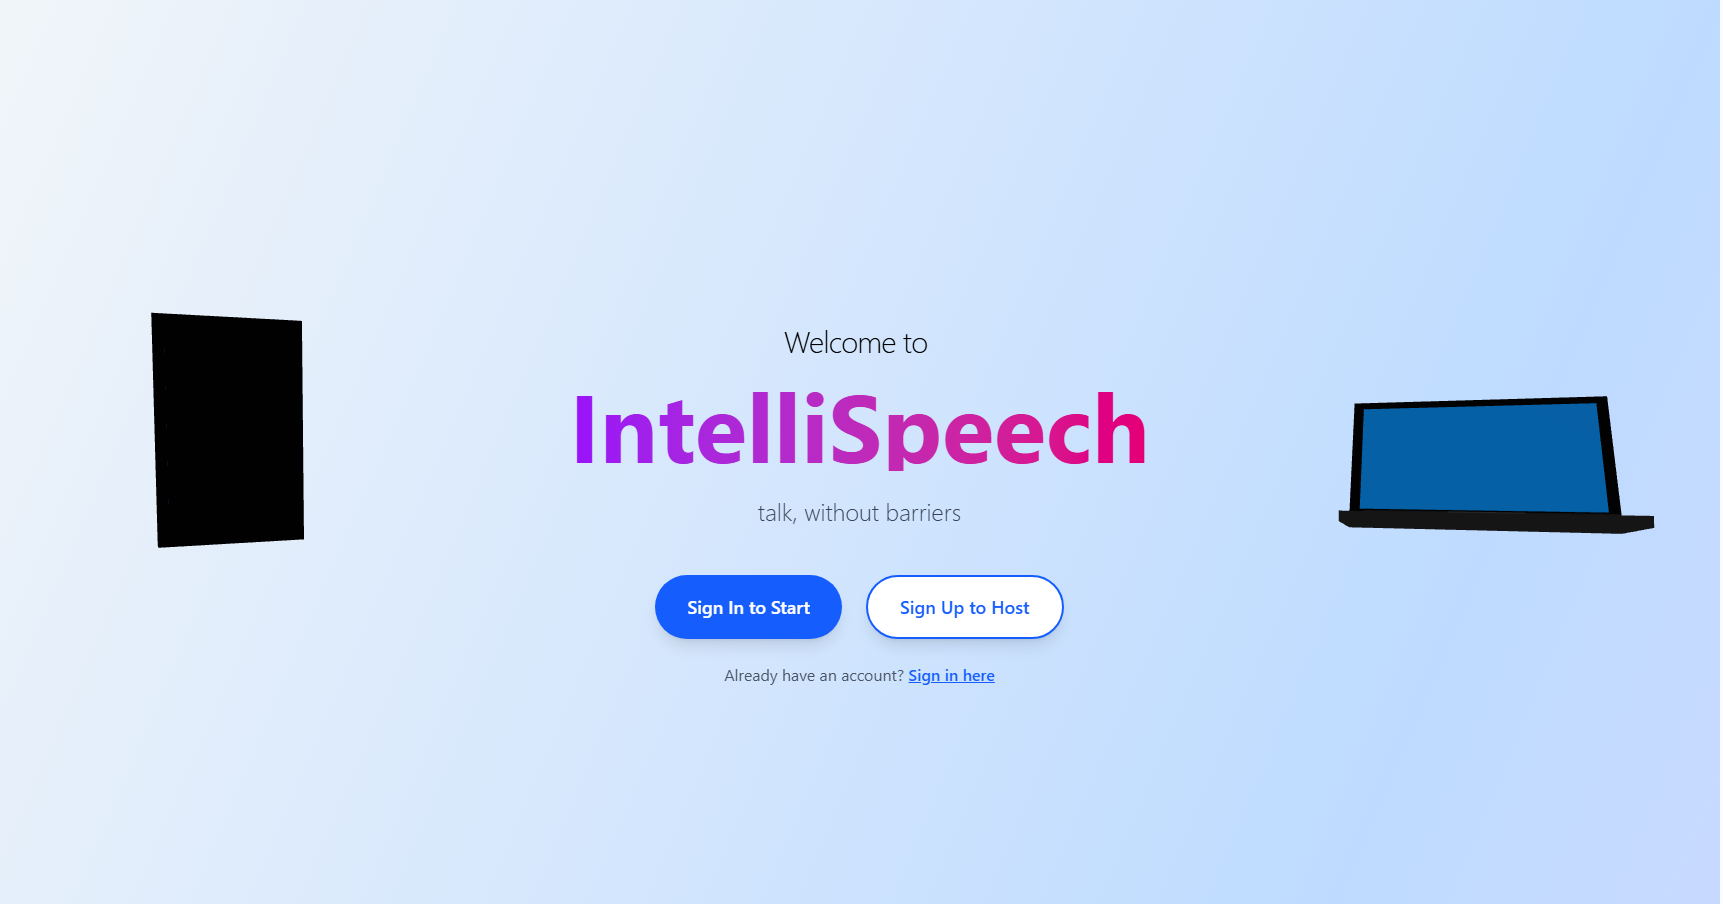 Welcome to
IntelliSpeech
talk, without barriers
Sign In to Start
Sign Up to Host
Already have an account? Sign in here